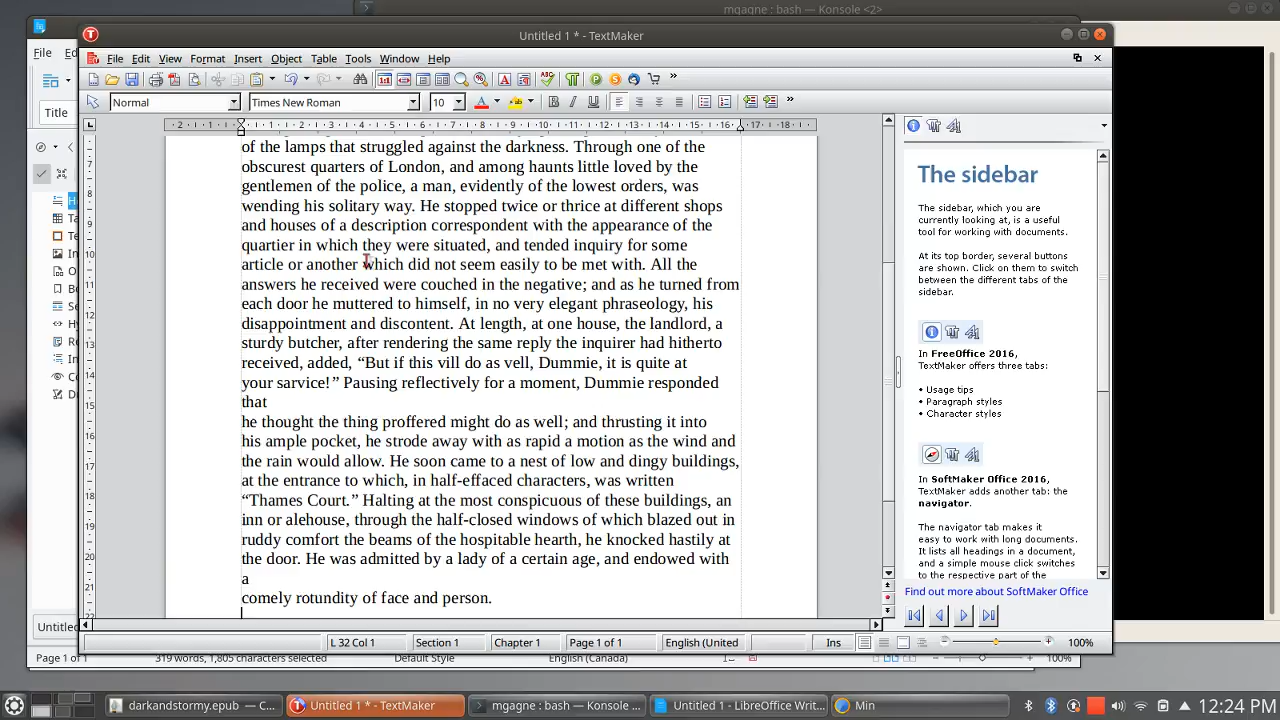 mgagne : bash — Konsole <2>
Untitled 1 * - TextMaker
File
File Edit View Format Insert Object Table Tools Window Help
Title
Normal Times New Roman 10
of the lamps that struggled against the darkness. Through one of the
obscurest quarters of London, and among haunts little loved by the
gentlemen of the police, a man, evidently of the lowest orders, was
wending his solitary way. He stopped twice or thrice at different shops
and houses of a description correspondent with the appearance of the
quartier in which they were situated, and tended inquiry for some
article or another which did not seem easily to be met with. All the
answers he received were couched in the negative; and as he turned from
each door he muttered to himself, in no very elegant phraseology, his
disappointment and discontent. At length, at one house, the landlord, a
sturdy butcher, after rendering the same reply the inquirer had hitherto
received, added, “But if this vill do as vell, Dummie, it is quite at
your sarvice!” Pausing reflectively for a moment, Dummie responded
that
he thought the thing proffered might do as well; and thrusting it into
his ample pocket, he strode away with as rapid a motion as the wind and
the rain would allow. He soon came to a nest of low and dingy buildings,
at the entrance to which, in half-effaced characters, was written
“Thames Court.” Halting at the most conspicuous of these buildings, an
inn or alehouse, through the half-closed windows of which blazed out in
ruddy comfort the beams of the hospitable hearth, he knocked hastily at
the door. He was admitted by a lady of a certain age, and endowed with
a
comely rotundity of face and person.
The sidebar
The sidebar, which you are
currently looking at, is a useful
tool for working with documents.
At its top border, several buttons
are shown. Click on them to switch
between the different tabs of the
sidebar.
In FreeOffice 2016,
TextMaker offers three tabs:
• Usage tips
• Paragraph styles
• Character styles
In SoftMaker Office 2016,
TextMaker adds another tab: the
navigator.
The navigator tab makes it
easy to work with long documents.
It lists all headings in a document,
and a simple mouse click switches
to the respective part of the
Find out more about SoftMaker Office
L 32 Col 1 Section 1 Chapter 1 Page 1 of 1 English (United Ins 100%
Page 1 of 1 319 words, 1,805 characters selected Default Style English (Canada) 100%
darkandstormy.epub — C... Untitled 1 * - TextMaker mgagne : bash — Konsole ... Untitled 1 - LibreOffice Writ... Min 12:24 PM